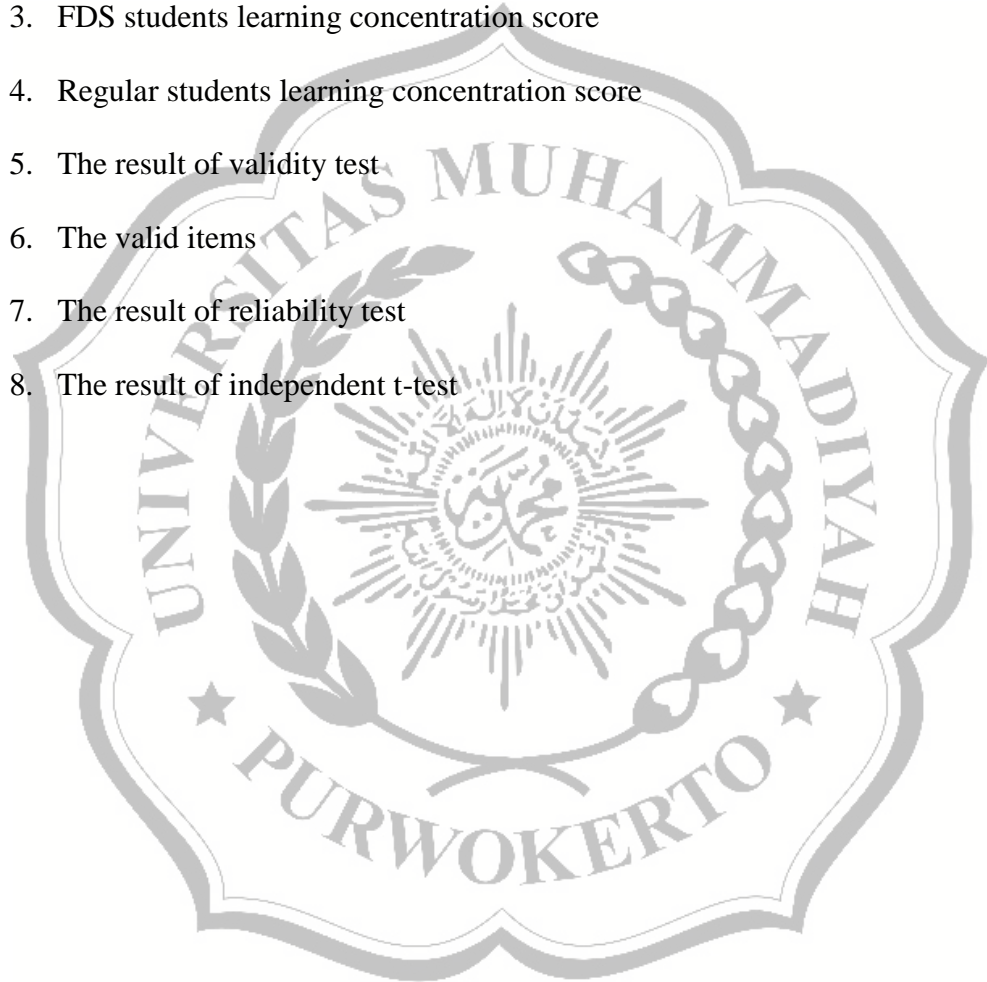 3. FDS students learning concentration score
4. Regular students learning concentration score
5. The result of validity test
6. The valid items
7. The result of reliability test
8. The result of independent t-test
UNIVERSITAS MUHAMMADIYAH
PURWOKERTO